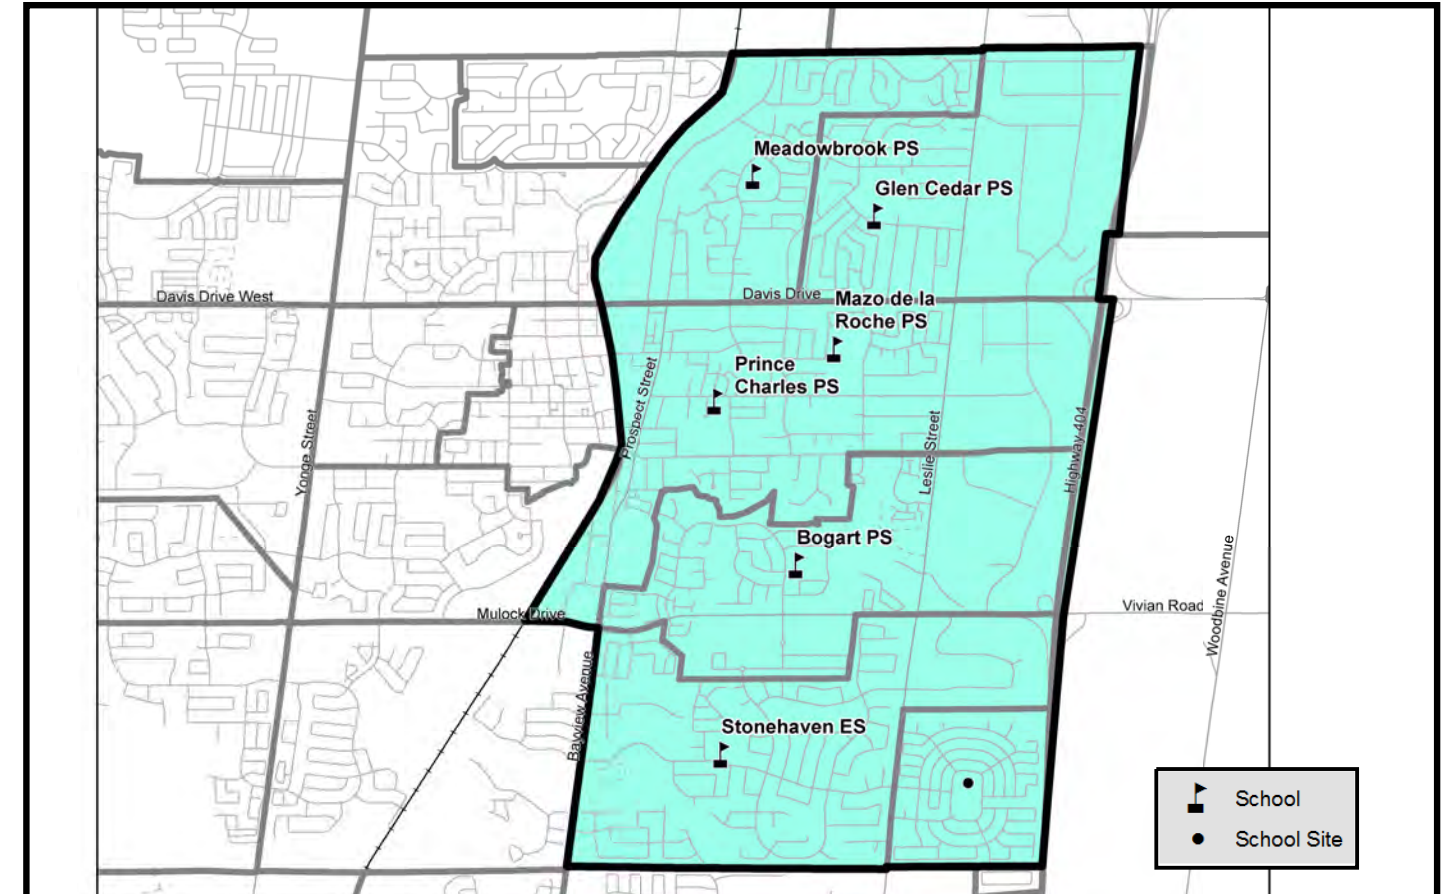 Meadowbrook PS
Glen Cedar PS
Davis Drive West
Davis Drive
Mazo de la
Roche PS
Prince
Charles PS
Prospect Street
Yonge Street
Leslie Street
Highway 404
Bogart PS
Woodbine Avenue
Mulock Drive
Vivian Road
Bayview Avenue
Stonehaven ES
School
School Site